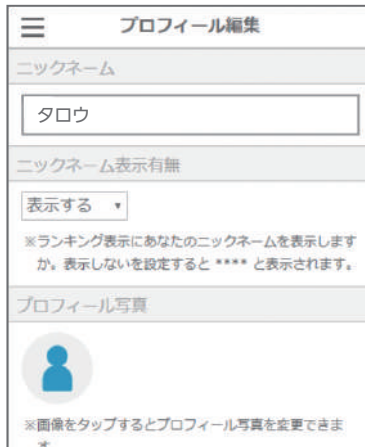 プロフィール編集
ニックネーム
タロウ
ニックネーム表示有無
表示する
※ランキング表示にあなたのニックネームを表示します
か。表示しないを設定すると **** と表示されます。
プロフィール写真
※画像をタップするとプロフィール写真を変更できま
す。